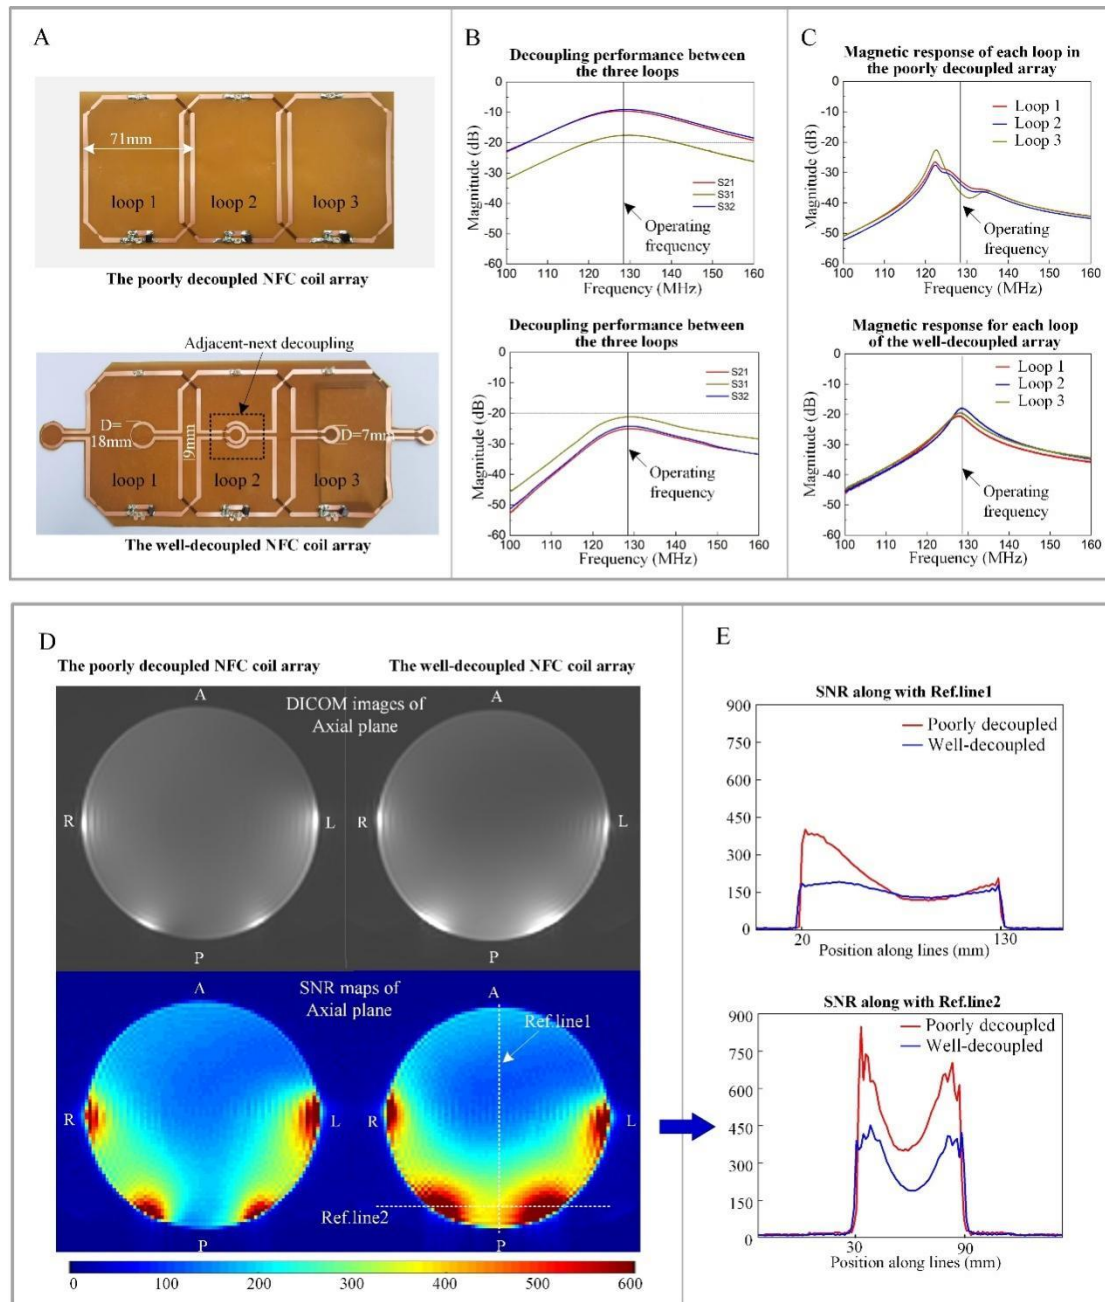 A
71mm
loop 1
loop 2
loop 3
The poorly decoupled NFC coil array
Adjacent-next decoupling
D=
18mm
9mm
D=7mm
loop 1
loop 2
loop 3
The well-decoupled NFC coil array
B
Decoupling performance between
the three loops
Magnitude (dB)
0
-10
-20
-30
-40
-50
-60
S21
S31
S32
Operating
frequency
100 110 120 130 140 150 160
Frequency (MHz)
Decoupling performance between
the three loops
Magnitude (dB)
0
-10
-20
-30
-40
-50
-60
S21
S31
S32
Operating
frequency
100 110 120 130 140 150 160
Frequency (MHz)
C
Magnetic response of each loop in
the poorly decoupled array
Magnitude (dB)
0
-10
-20
-30
-40
-50
-60
Loop 1
Loop 2
Loop 3
Operating
frequency
100 110 120 130 140 150 160
Frequency (MHz)
Magnetic response for each loop
of the well-decoupled array
Magnitude (dB)
0
-10
-20
-30
-40
-50
-60
Loop 1
Loop 2
Loop 3
Operating
frequency
100 110 120 130 140 150 160
Frequency (MHz)
D
The poorly decoupled NFC coil array
The well-decoupled NFC coil array
A
DICOM images of
Axial plane
A
R
L
R
L
P
P
A
SNR maps of
Axial plane
A
Ref.line1
R
L
R
L
Ref.line2
P
P
0 100 200 300 400 500 600
E
SNR along with Ref.line1
900
750
600
450
300
150
0
Poorly decoupled
Well-decoupled
20 130
Position along lines (mm)
SNR along with Ref.line2
900
750
600
450
300
150
0
Poorly decoupled
Well-decoupled
30 90
Position along lines (mm)